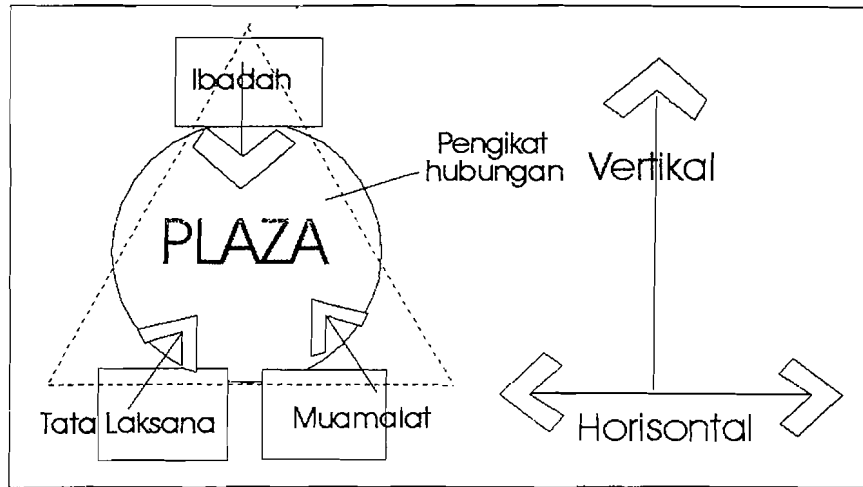 Ibadah
Pengikat
hubungan
Vertikal
PLAZA
Tata Laksana
Muamalat
Horisontal